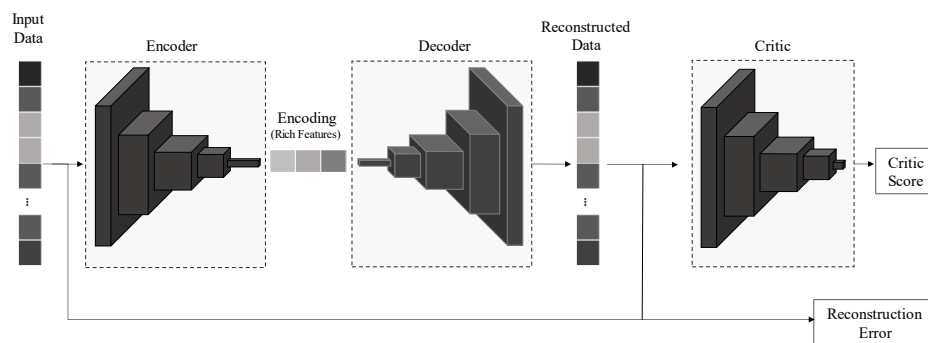 Input
Data
Encoder
Encoding
(Rich Features)
Decoder
Reconstructed
Data
Critic
Critic
Score
Reconstruction
Error
...
...